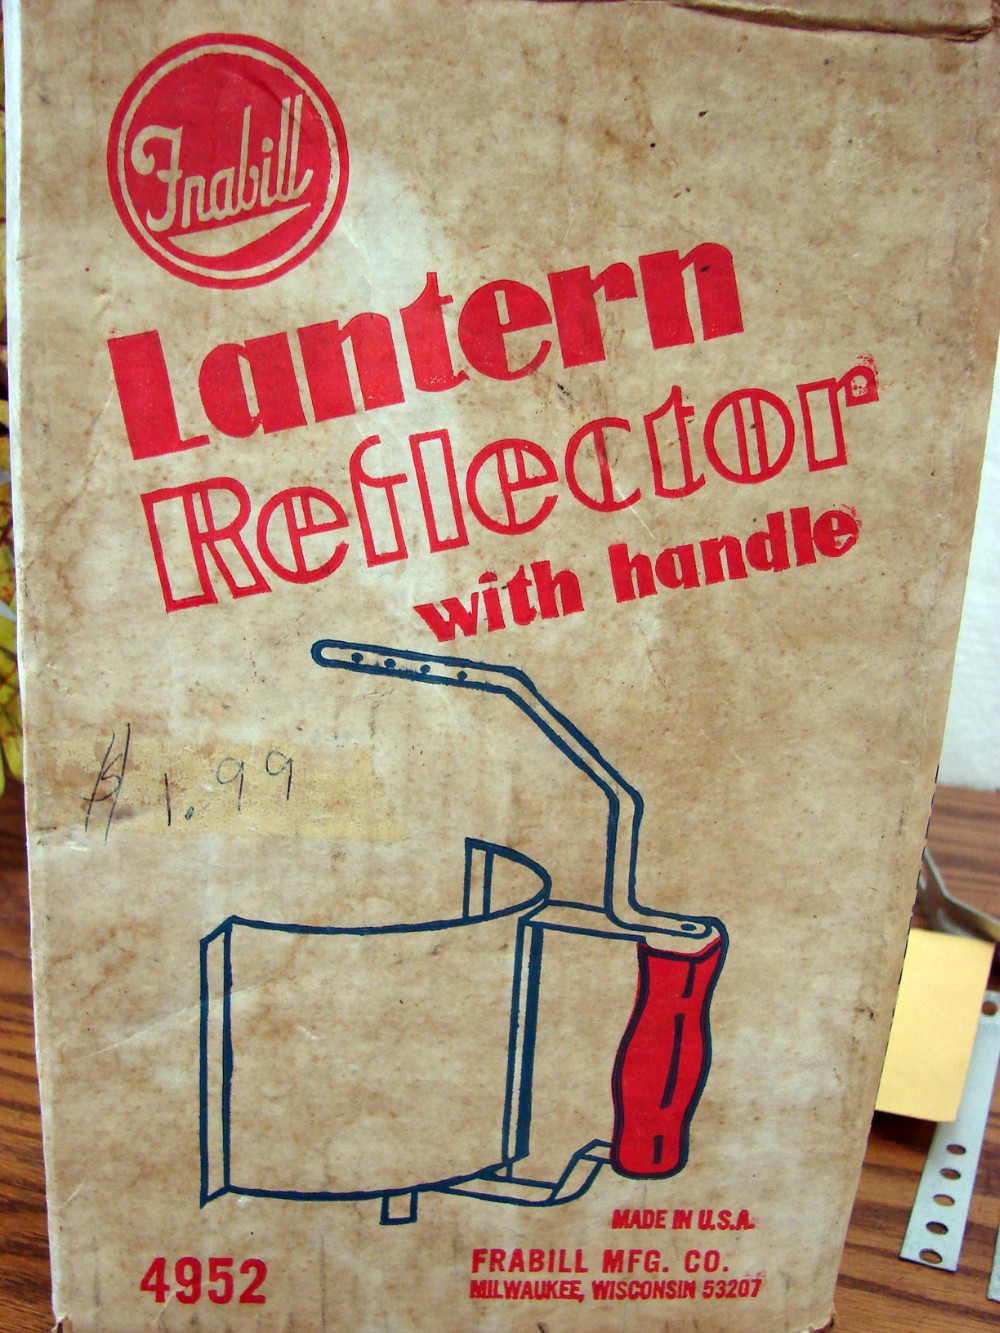 Frabill
Lantern
Reflector
with handle
$1.99
MADE IN U.S.A.
4952
FRABILL MFG. CO.
MILWAUKEE, WISCONSIN 53207